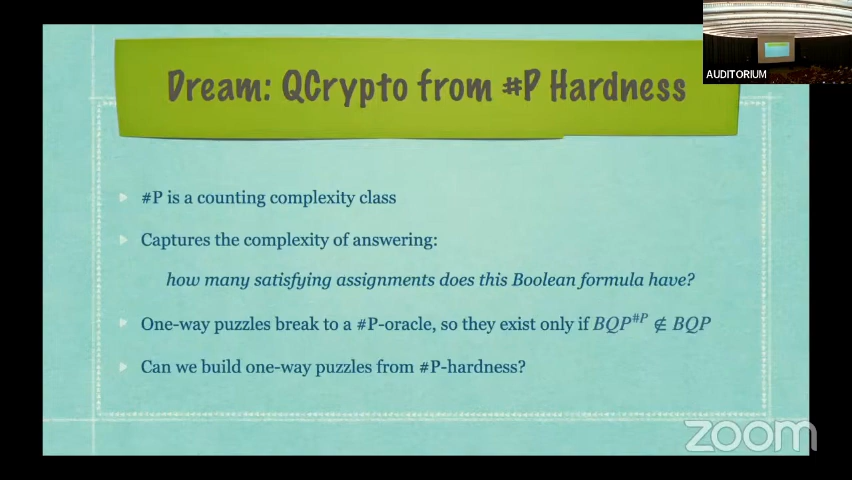 Dream: QCrypto from #P Hardness
AUDITORIUM
#P is a counting complexity class
Captures the complexity of answering:
how many satisfying assignments does this Boolean formula have?
One-way puzzles break to a #P-oracle, so they exist only if BQP^#P ∉ BQP
Can we build one-way puzzles from #P-hardness?
zoom